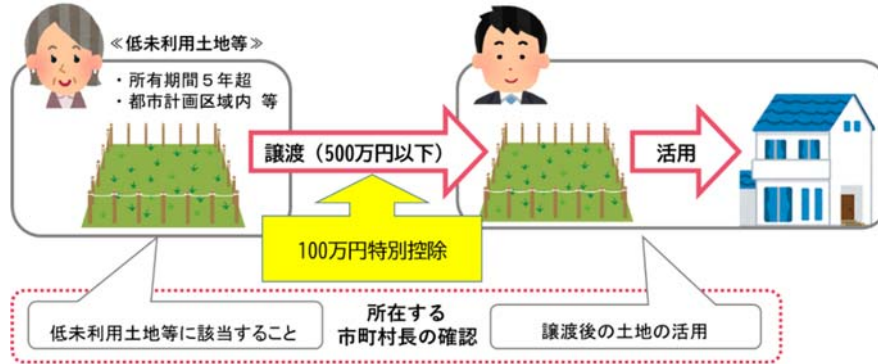 ≪低未利用土地等≫
・所有期間５年超
・都市計画区域内 等
譲渡（500万円以下）
活用
100万円特別控除
低未利用土地等に該当すること
所在する
市町村長の確認
譲渡後の土地の活用